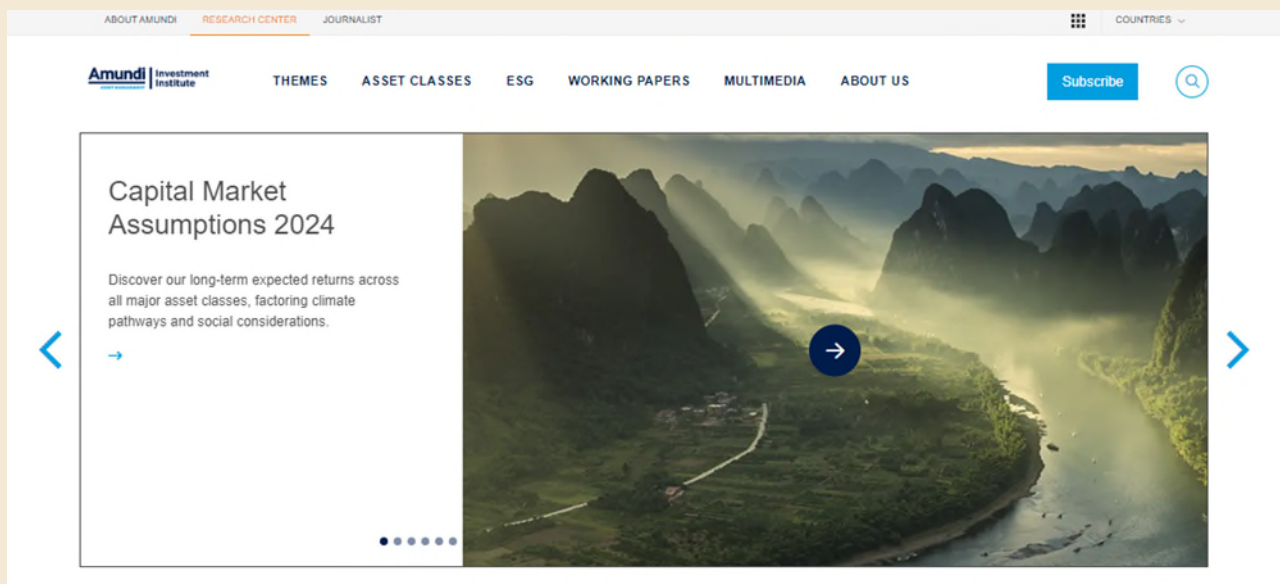 ABOUT AMUNDI RESEARCH CENTER JOURNALIST COUNTRIES
Amundi Investment Institute
ASSET MANAGEMENT
THEMES ASSET CLASSES ESG WORKING PAPERS MULTIMEDIA ABOUT US Subscribe
Capital Market
Assumptions 2024
Discover our long-term expected returns across
all major asset classes, factoring climate
pathways and social considerations.